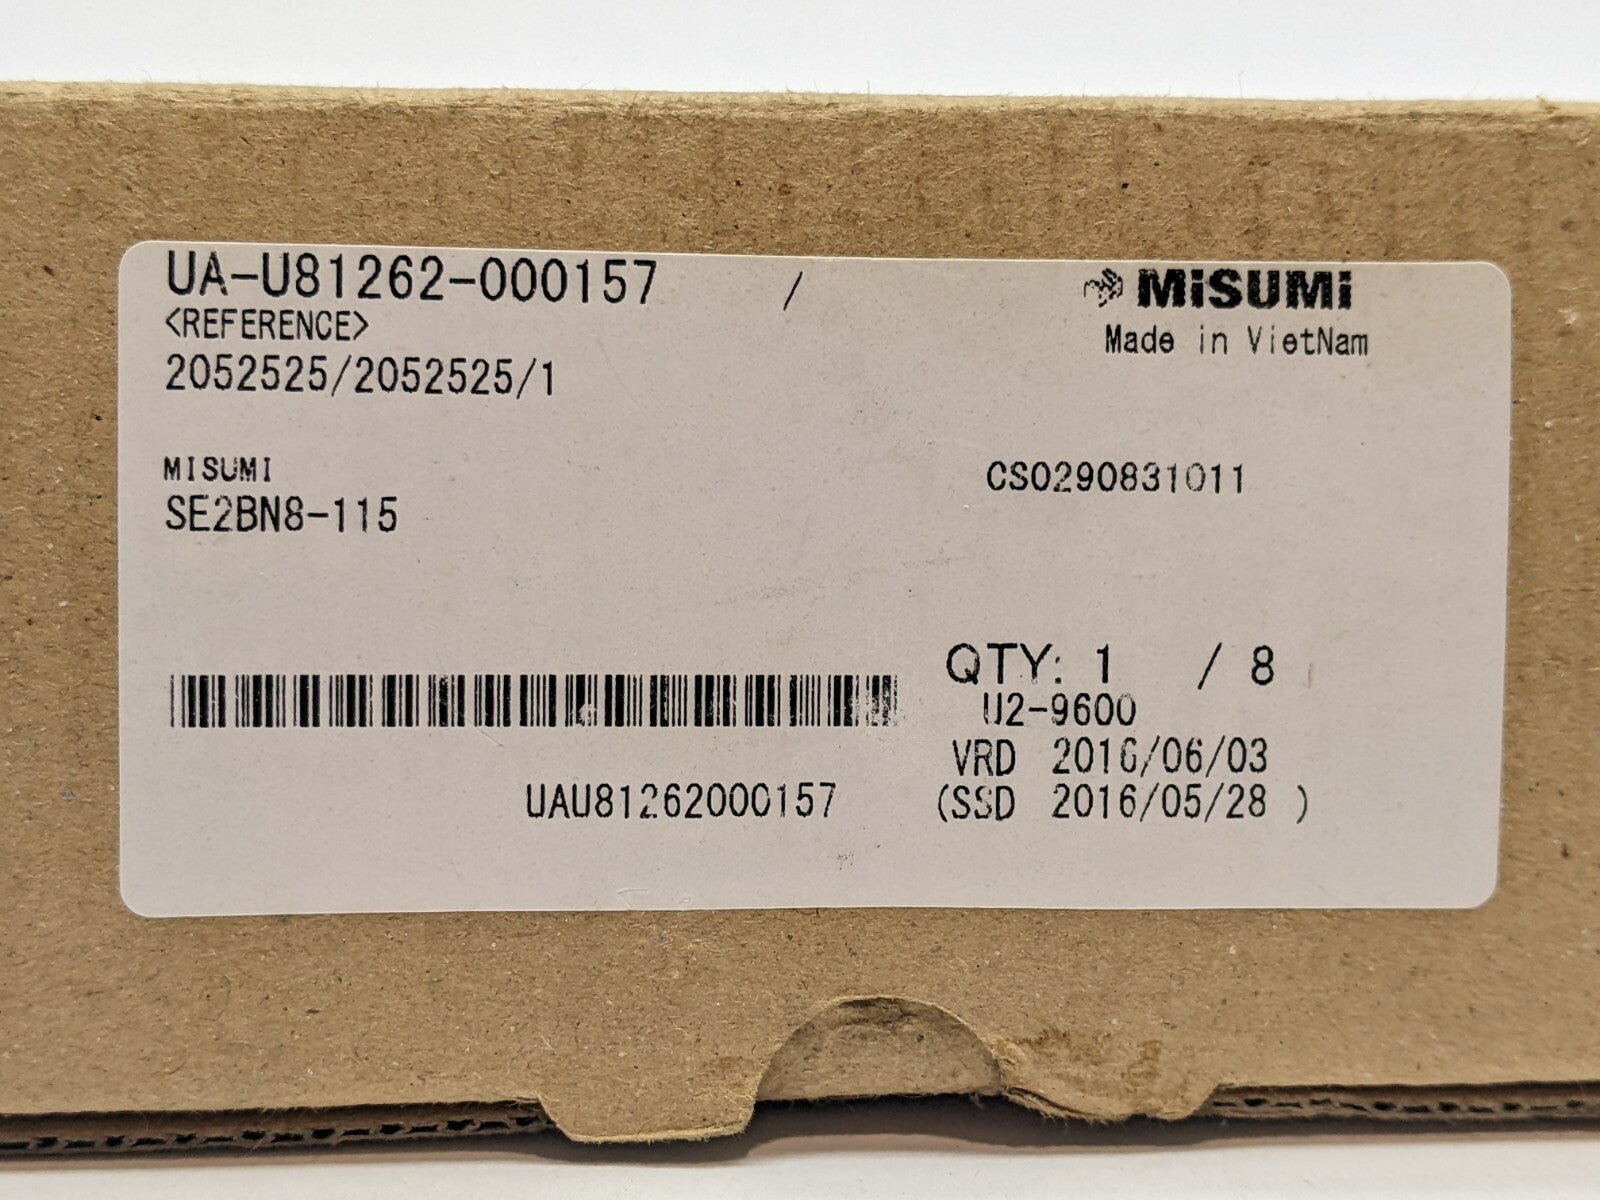 UA-U81262-000157 /
MiSUMi
<REFERENCE>
Made in VietNam
2052525/2052525/1
MISUMI
CS0290831011
SE2BN8-115
QTY: 1 / 8
U2-9600
VRD 2016/06/03
UAU81262000157
(SSD 2016/05/28 )